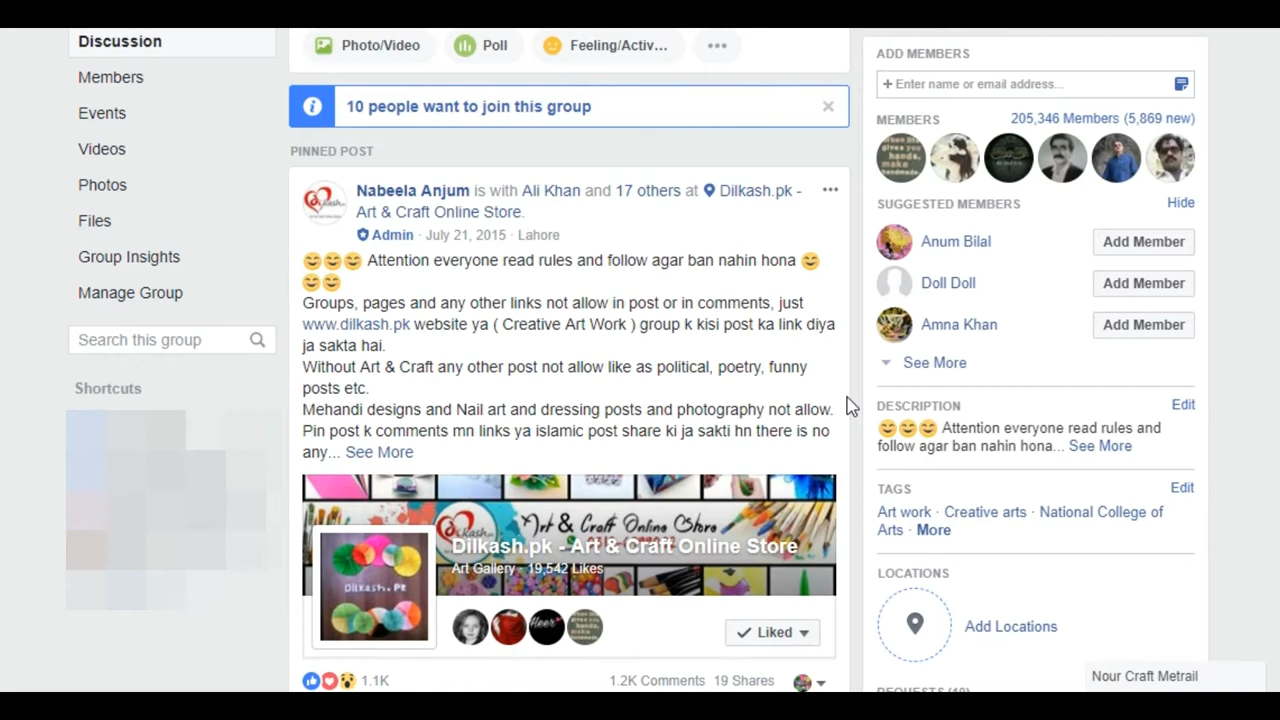 Discussion
Members
Events
Videos
Photos
Files
Group Insights
Manage Group
Search this group
Shortcuts
Photo/Video
Poll
Feeling/Activ...
10 people want to join this group
PINNED POST
Nabeela Anjum is with Ali Khan and 17 others at Dilkash.pk -
Art & Craft Online Store.
Admin · July 21, 2015 · Lahore
😊😊😊 Attention everyone read rules and follow agar ban nahin hona 😊
😊😊
Groups, pages and any other links not allow in post or in comments, just
www.dilkash.pk website ya ( Creative Art Work ) group k kisi post ka link diya
ja sakta hai.
Without Art & Craft any other post not allow like as political, poetry, funny
posts etc.
Mehandi designs and Nail art and dressing posts and photography not allow.
Pin post k comments mn links ya islamic post share ki ja sakti hn there is no
any... See More
Art & Craft Online Store
Dilkash.pk - Art & Craft Online Store
Art Gallery · 19,542 Likes
DILKASH.PK
Heer
Liked
1.1K
1.2K Comments 19 Shares
ADD MEMBERS
+ Enter name or email address...
MEMBERS
205,346 Members (5,869 new)
SUGGESTED MEMBERS
Hide
Anum Bilal
Add Member
Doll Doll
Add Member
Amna Khan
Add Member
See More
DESCRIPTION
Edit
😊😊😊 Attention everyone read rules and
follow agar ban nahin hona... See More
TAGS
Edit
Art work · Creative arts · National College of
Arts · More
LOCATIONS
Add Locations
Nour Craft Metrail